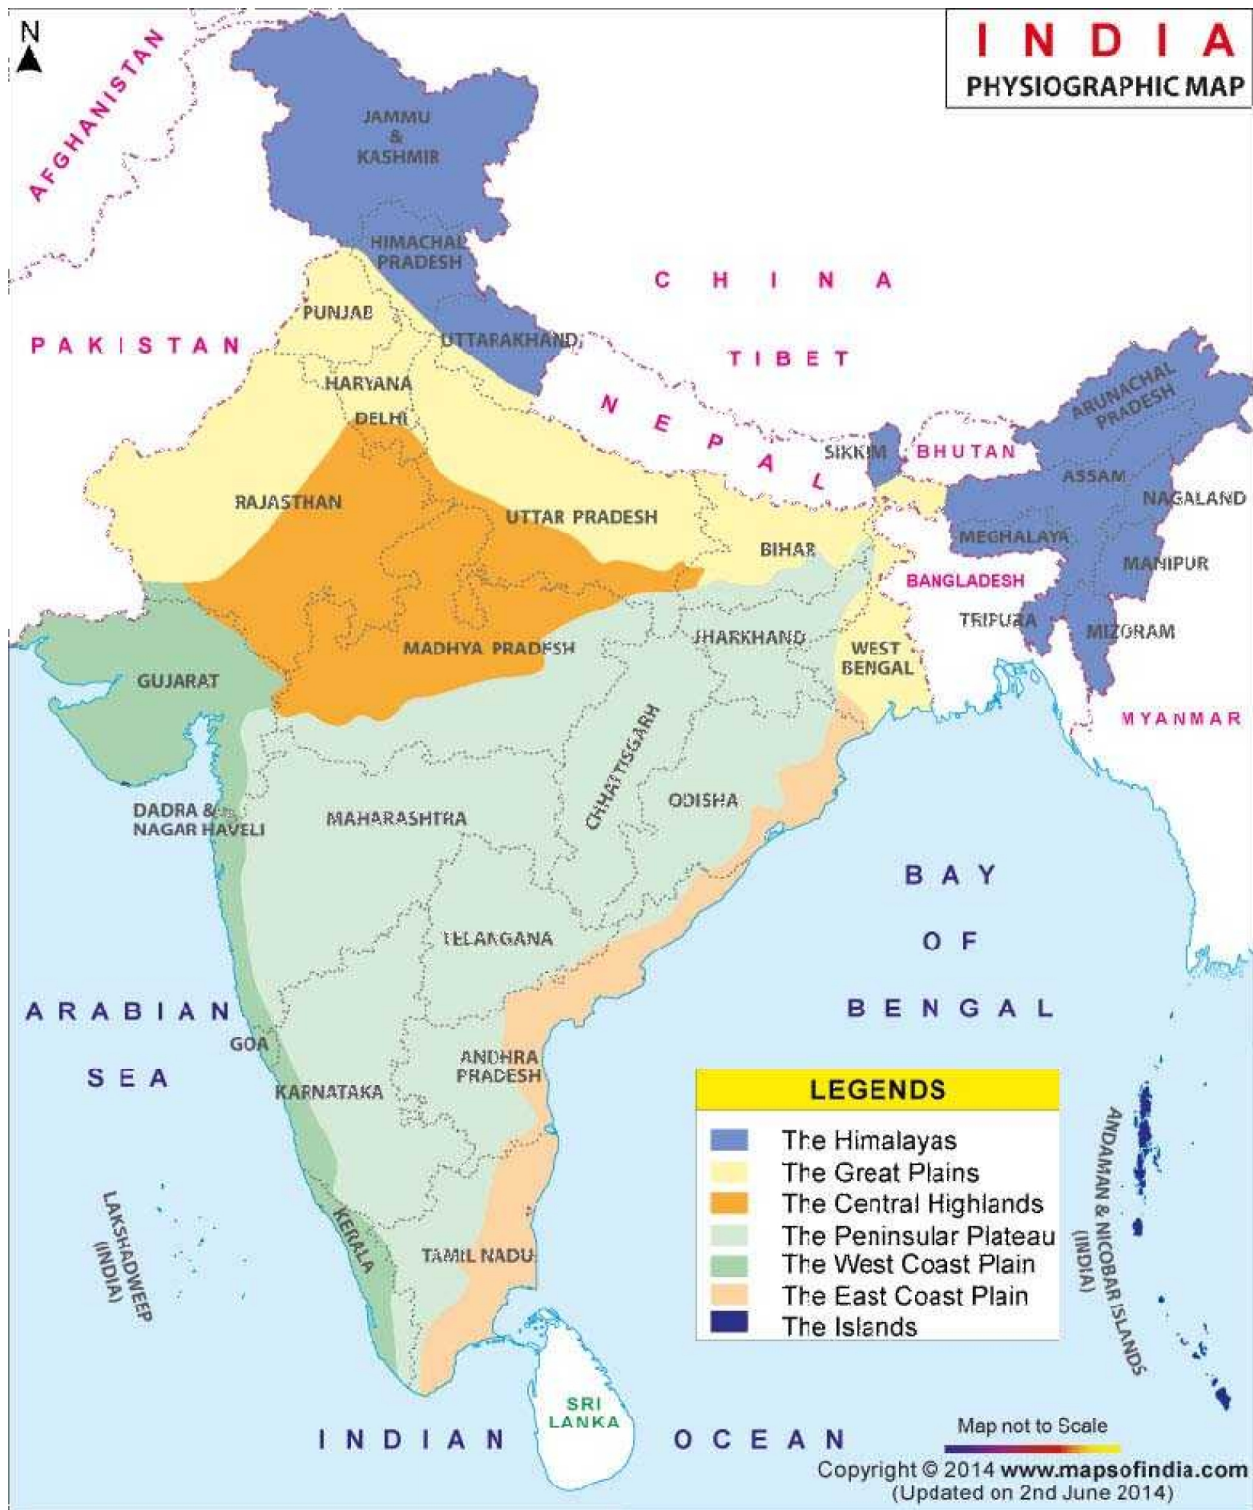 N
INDIA
PHYSIOGRAPHIC MAP
AFGHANISTAN
JAMMU
&
KASHMIR
HIMACHAL
PRADESH
CHINA
PUNJAB
PAKISTAN
UTTARAKHAND
TIBET
HARYANA
DELHI
NEPAL
ARUNACHAL
PRADESH
SIKKIM
BHUTAN
ASSAM
NAGALAND
RAJASTHAN
UTTAR PRADESH
BIHAR
MEGHALAYA
MANIPUR
BANGLADESH
TRIPURA
MIZORAM
JHARKHAND
MADHYA PRADESH
WEST
BENGAL
GUJARAT
MYANMAR
CHHATTISGARH
ODISHA
DADRA &
NAGAR HAVELI
MAHARASHTRA
BAY
OF
BENGAL
TELANGANA
ARABIAN
SEA
GOA
ANDHRA
PRADESH
KARNATAKA
LEGENDS
The Himalayas
The Great Plains
The Central Highlands
The Peninsular Plateau
The West Coast Plain
The East Coast Plain
The Islands
ANDAMAN & NICOBAR ISLANDS
(INDIA)
LAKSHADWEEP
(INDIA)
KERALA
TAMIL NADU
SRI
LANKA
INDIAN OCEAN
Map not to Scale
Copyright © 2014 www.mapsofindia.com
(Updated on 2nd June 2014)